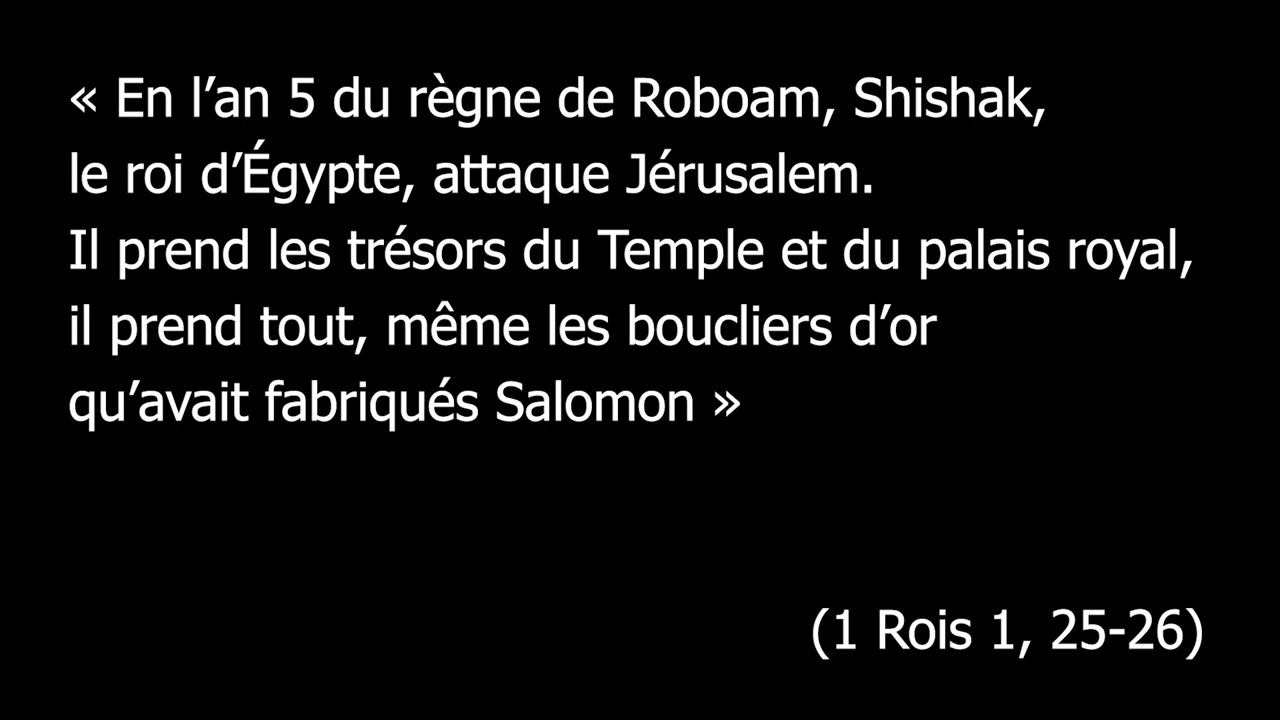 « En l’an 5 du règne de Roboam, Shishak,
le roi d’Égypte, attaque Jérusalem.
Il prend les trésors du Temple et du palais royal,
il prend tout, même les boucliers d’or
qu’avait fabriqués Salomon »
(1 Rois 1, 25-26)